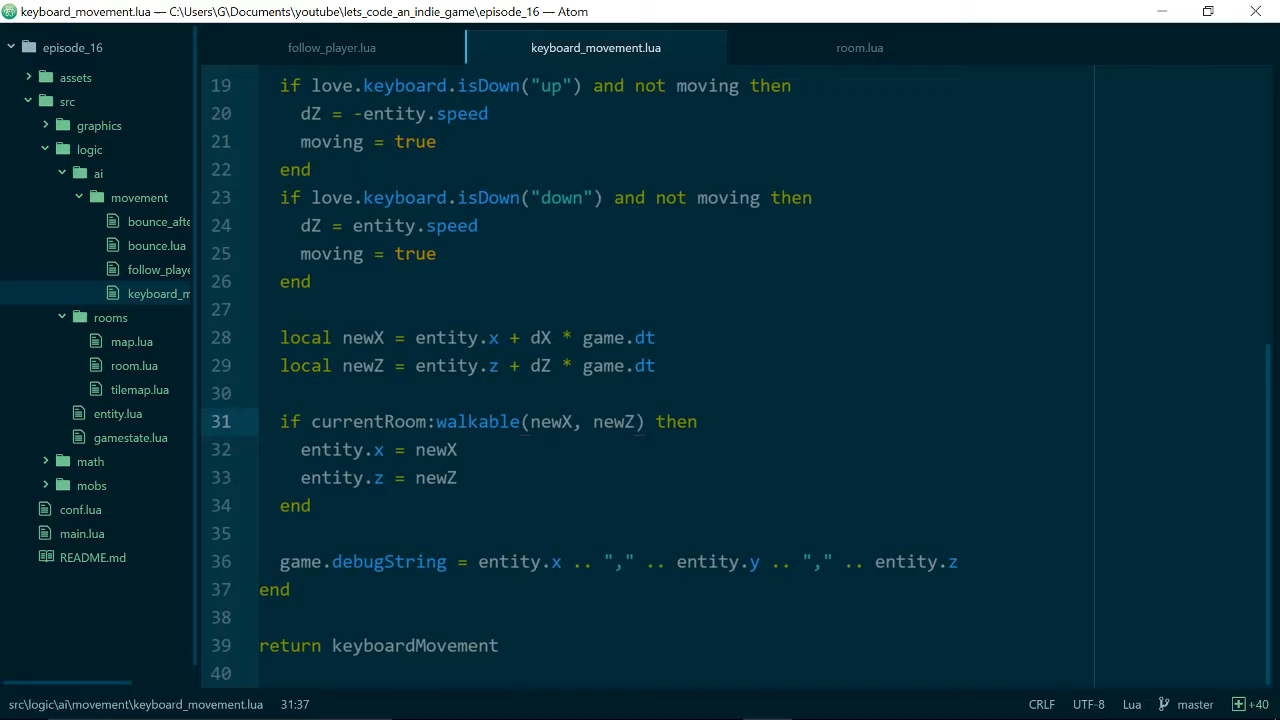 keyboard_movement.lua — C:\Users\G\Documents\youtube\lets_code_an_indie_game\episode_16 — Atom
episode_16
assets
src
graphics
logic
ai
movement
bounce_afte
bounce.lua
follow_playe
keyboard_m
rooms
map.lua
room.lua
tilemap.lua
entity.lua
gamestate.lua
math
mobs
conf.lua
main.lua
README.md
follow_player.lua
keyboard_movement.lua
room.lua
19 if love.keyboard.isDown("up") and not moving then
20 dZ = -entity.speed
21 moving = true
22 end
23 if love.keyboard.isDown("down") and not moving then
24 dZ = entity.speed
25 moving = true
26 end
27
28 local newX = entity.x + dX * game.dt
29 local newZ = entity.z + dZ * game.dt
30
31 if currentRoom:walkable(newX, newZ) then
32 entity.x = newX
33 entity.z = newZ
34 end
35
36 game.debugString = entity.x .. "," .. entity.y .. "," .. entity.z
37 end
38
39 return keyboardMovement
40
src\logic\ai\movement\keyboard_movement.lua 31:37 CRLF UTF-8 Lua master +40